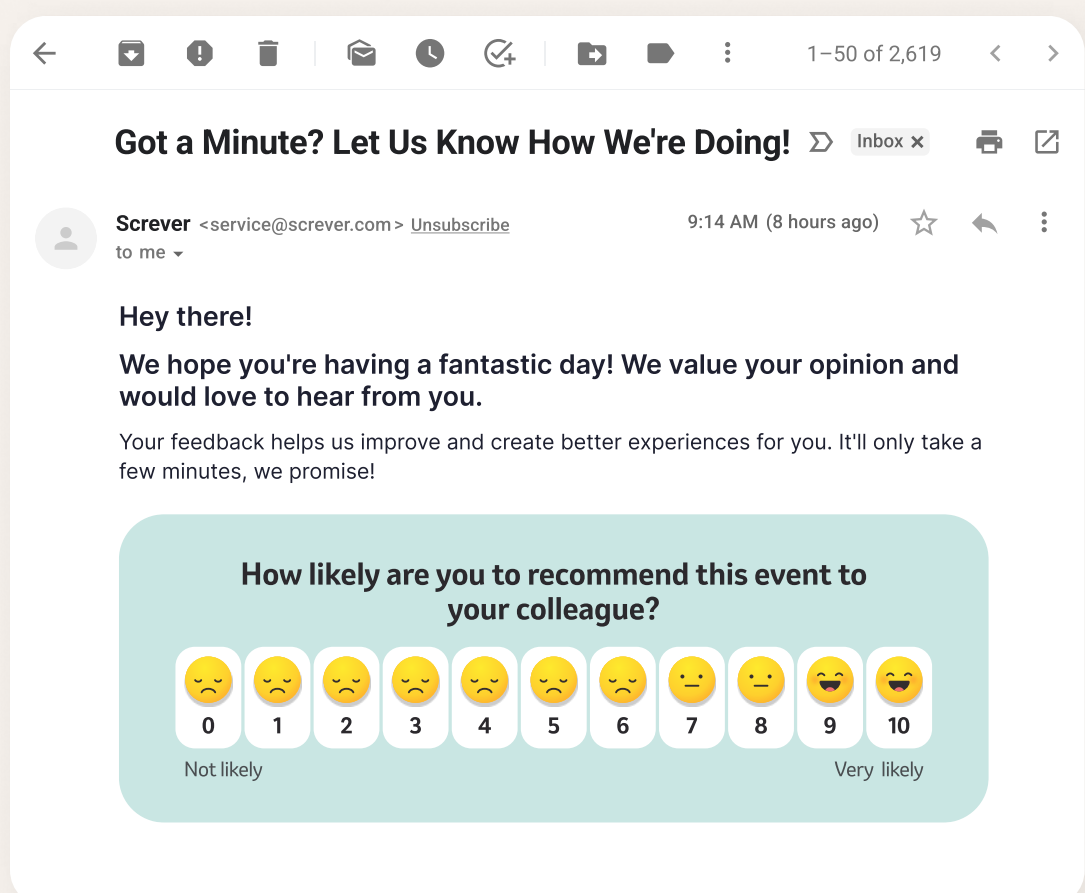 1–50 of 2,619
Got a Minute? Let Us Know How We're Doing!
Inbox ×
Screver <service@screver.com> Unsubscribe
9:14 AM (8 hours ago)
to me
Hey there!
We hope you're having a fantastic day! We value your opinion and
would love to hear from you.
Your feedback helps us improve and create better experiences for you. It'll only take a
few minutes, we promise!
How likely are you to recommend this event to
your colleague?
0 1 2 3 4 5 6 7 8 9 10
Not likely
Very likely